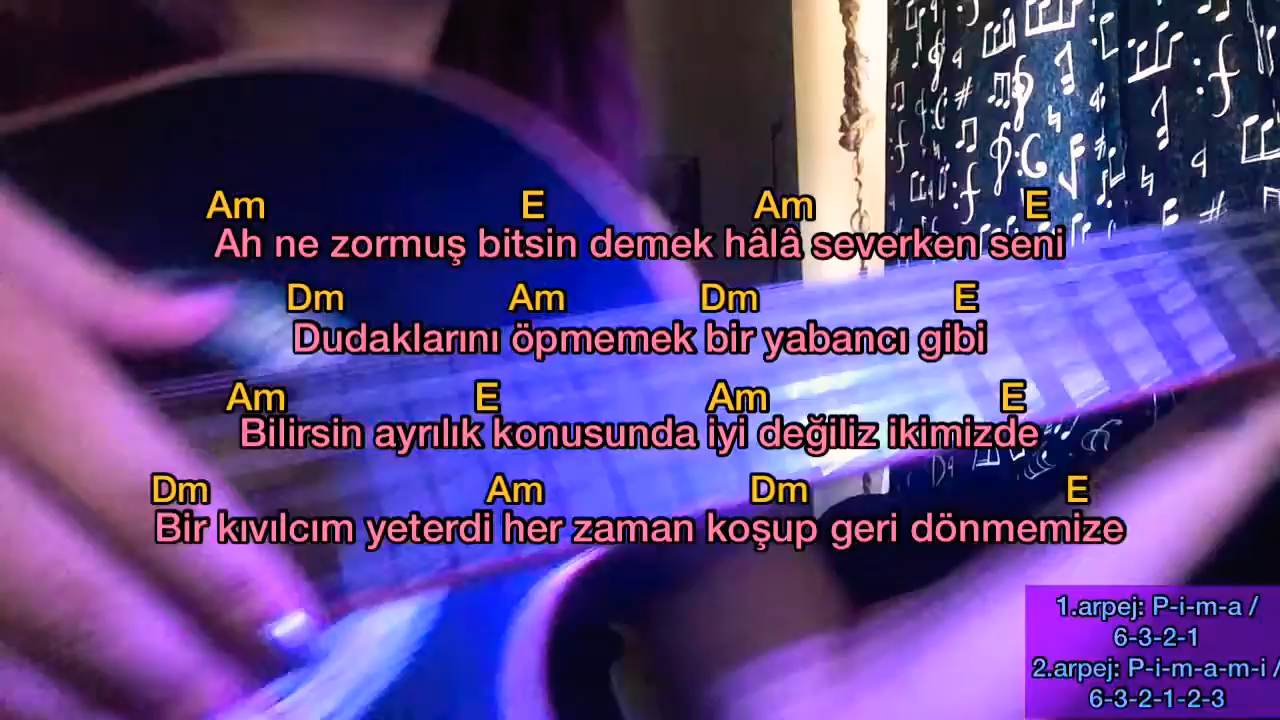 Am E Am E
Ah ne zormuş bitsin demek hâlâ severken seni
Dm Am Dm E
Dudaklarını öpmemek bir yabancı gibi
Am E Am E
Bilirsin ayrılık konusunda iyi değiliz ikimizde
Dm Am Dm E
Bir kıvılcım yeterdi her zaman koşup geri dönmemize
1.arpej: P-i-m-a /
6-3-2-1
2.arpej: P-i-m-a-m-i /
6-3-2-1-2-3